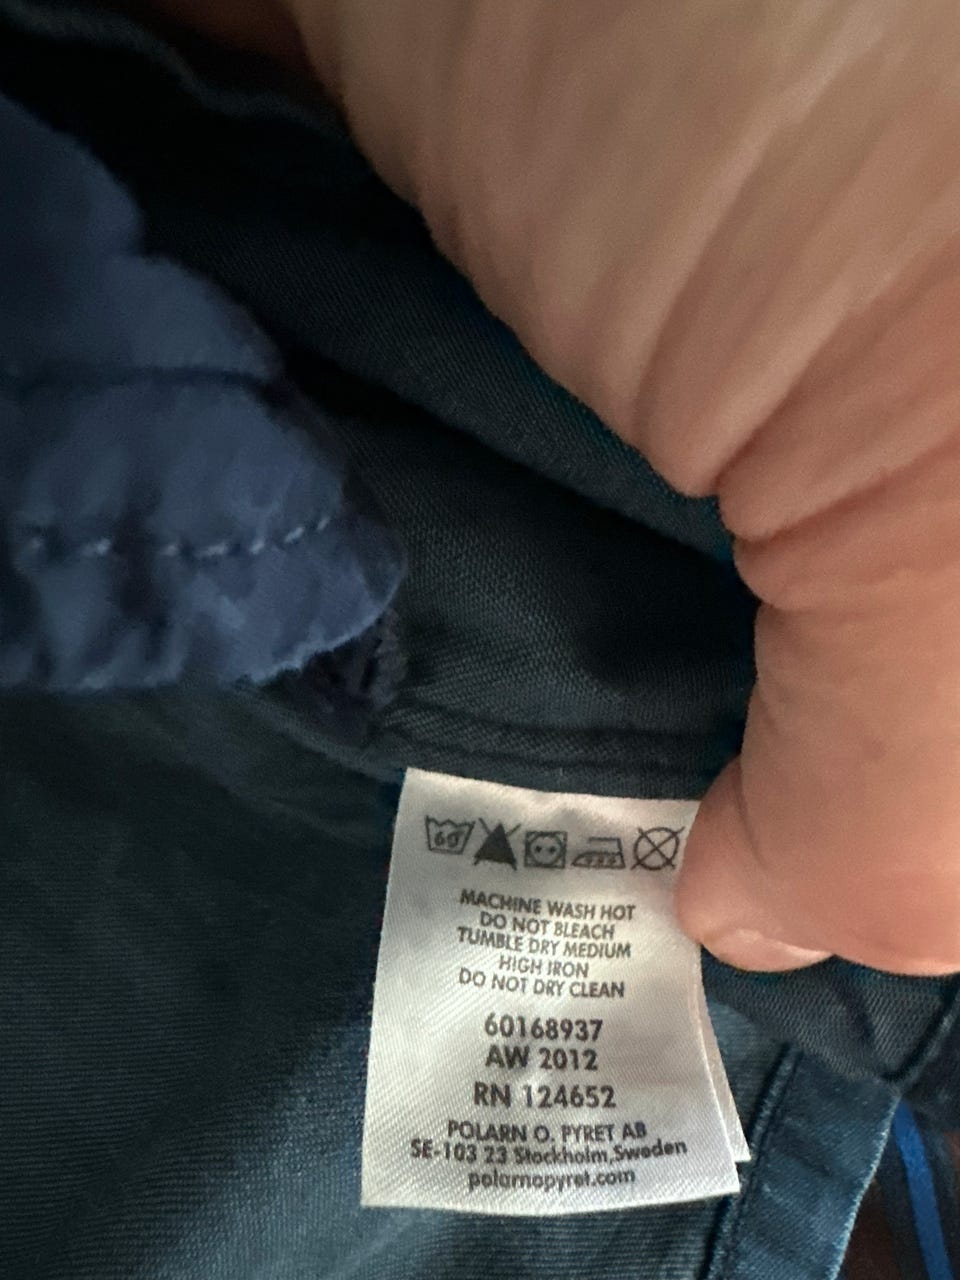 60
MACHINE WASH HOT
DO NOT BLEACH
TUMBLE DRY MEDIUM
HIGH IRON
DO NOT DRY CLEAN
60168937
AW 2012
RN 124652
POLARN O. PYRET AB
SE-103 23 Stockholm,Sweden
polarnopyret.com